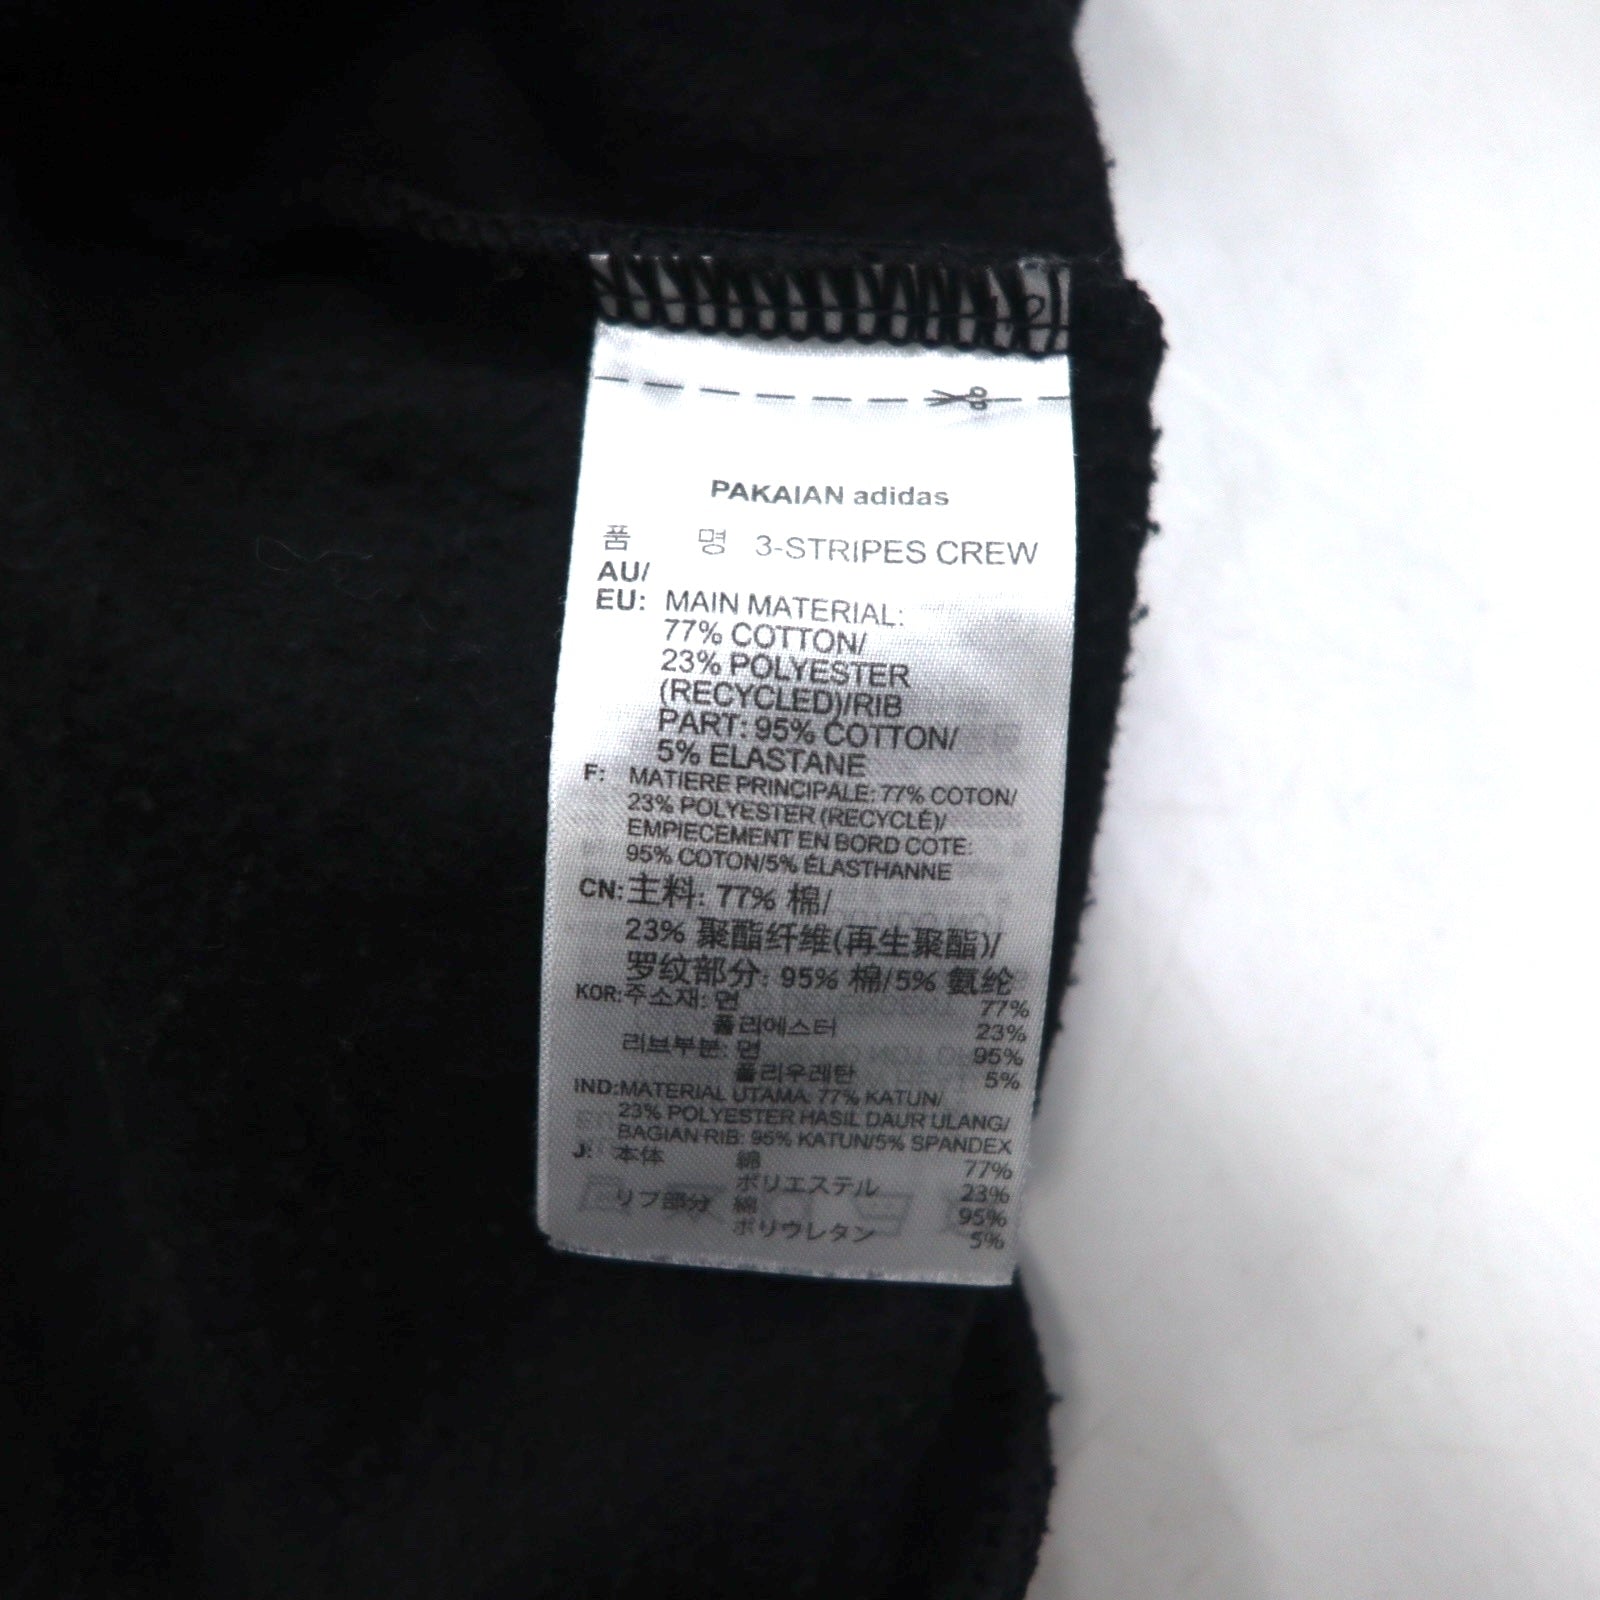 PAKAIAN adidas
품 명 3-STRIPES CREW
AU/
EU: MAIN MATERIAL:
77% COTTON/
23% POLYESTER
(RECYCLED)/RIB
PART: 95% COTTON/
5% ELASTANE
F: MATIERE PRINCIPALE: 77% COTON/
23% POLYESTER (RECYCLÉ)/
EMPIECEMENT EN BORD COTE:
95% COTON/5% ÉLASTHANNE
CN: 主料: 77% 棉/
23% 聚酯纤维(再生聚酯)/
罗纹部分: 95% 棉/5% 氨纶
KOR: 주소재: 면 77%
폴리에스터 23%
리브부분: 면 95%
폴리우레탄 5%
IND: MATERIAL UTAMA: 77% KATUN/
23% POLYESTER HASIL DAUR ULANG/
BAGIAN RIB: 95% KATUN/5% SPANDEX
J: 本体 綿 77%
ポリエステル 23%
リブ部分 綿 95%
ポリウレタン 5%